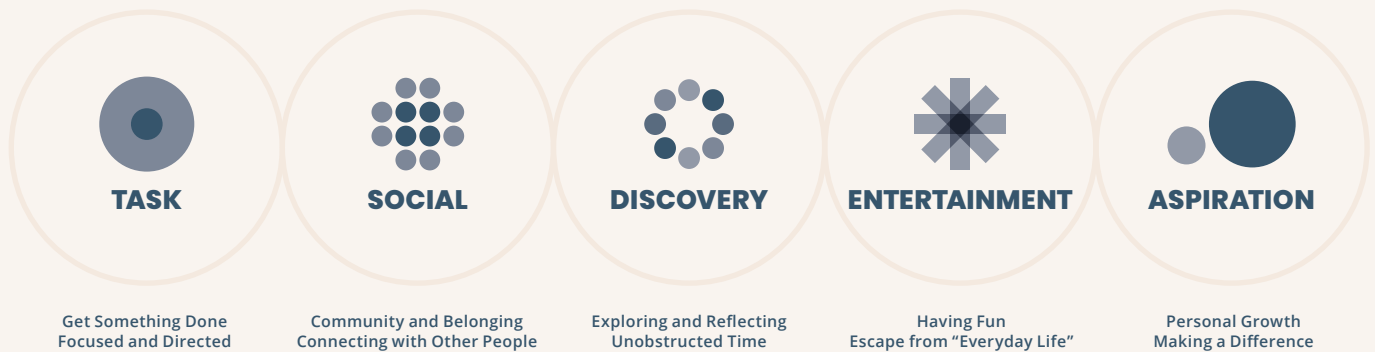 TASK
SOCIAL
DISCOVERY
ENTERTAINMENT
ASPIRATION
Get Something Done
Focused and Directed
Community and Belonging
Connecting with Other People
Exploring and Reflecting
Unobstructed Time
Having Fun
Escape from “Everyday Life”
Personal Growth
Making a Difference